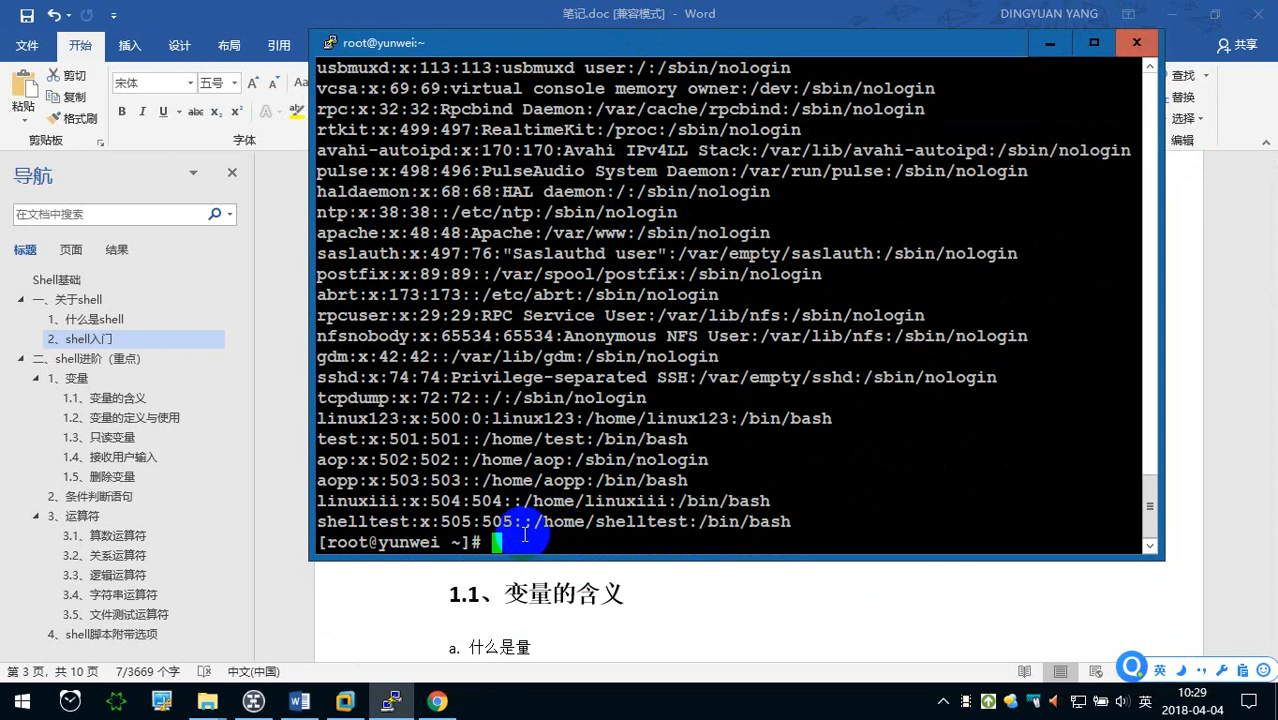 笔记.doc [兼容模式] - Word
DINGYUAN YANG
文件
开始
插入
设计
布局
引用
共享
root@yunwei:~
粘贴
剪切
复制
格式刷
剪贴板
宋体
五号
字体
查找
替换
选择
编辑
导航
在文档中搜索
标题
页面
结果
Shell基础
一、关于shell
1、什么是shell
2、shell入门
二、shell进阶（重点）
1、变量
1.1、变量的含义
1.2、变量的定义与使用
1.3、只读变量
1.4、接收用户输入
1.5、删除变量
2、条件判断语句
3、运算符
3.1、算数运算符
3.2、关系运算符
3.3、逻辑运算符
3.4、字符串运算符
3.5、文件测试运算符
4、shell脚本附带选项
usbmuxd:x:113:113:usbmuxd user:/:/sbin/nologin
vcsa:x:69:69:virtual console memory owner:/dev:/sbin/nologin
rpc:x:32:32:Rpcbind Daemon:/var/cache/rpcbind:/sbin/nologin
rtkit:x:499:497:RealtimeKit:/proc:/sbin/nologin
avahi-autoipd:x:170:170:Avahi IPv4LL Stack:/var/lib/avahi-autoipd:/sbin/nologin
pulse:x:498:496:PulseAudio System Daemon:/var/run/pulse:/sbin/nologin
haldaemon:x:68:68:HAL daemon:/:/sbin/nologin
ntp:x:38:38::/etc/ntp:/sbin/nologin
apache:x:48:48:Apache:/var/www:/sbin/nologin
saslauth:x:497:76:"Saslauthd user":/var/empty/saslauth:/sbin/nologin
postfix:x:89:89::/var/spool/postfix:/sbin/nologin
abrt:x:173:173::/etc/abrt:/sbin/nologin
rpcuser:x:29:29:RPC Service User:/var/lib/nfs:/sbin/nologin
nfsnobody:x:65534:65534:Anonymous NFS User:/var/lib/nfs:/sbin/nologin
gdm:x:42:42::/var/lib/gdm:/sbin/nologin
sshd:x:74:74:Privilege-separated SSH:/var/empty/sshd:/sbin/nologin
tcpdump:x:72:72::/:/sbin/nologin
linux123:x:500:0:linux123:/home/linux123:/bin/bash
test:x:501:501::/home/test:/bin/bash
aop:x:502:502::/home/aop:/sbin/nologin
aopp:x:503:503::/home/aopp:/bin/bash
linuxiii:x:504:504::/home/linuxiii:/bin/bash
shelltest:x:505:505::/home/shelltest:/bin/bash
[root@yunwei ~]#
1.1、变量的含义
a. 什么是量
第 3 页，共 10 页
7/3669 个字
中文(中国)
英
英
10:29
2018-04-04